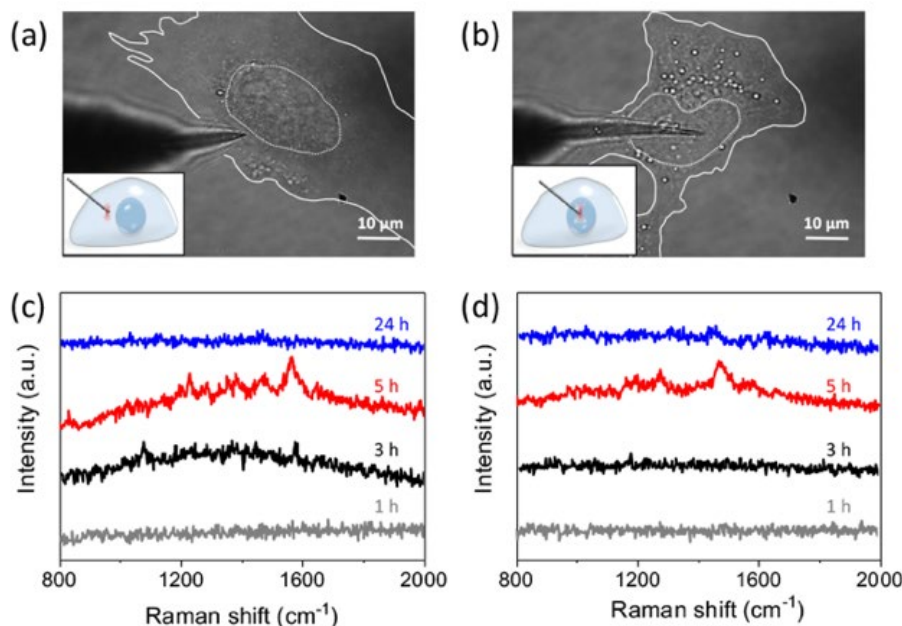 (a)
10 µm
(b)
10 µm
(c)
Intensity (a.u.)
24 h
5 h
3 h
1 h
800
1200
1600
2000
Raman shift (cm⁻¹)
(d)
Intensity (a.u.)
24 h
5 h
3 h
1 h
800
1200
1600
2000
Raman shift (cm⁻¹)